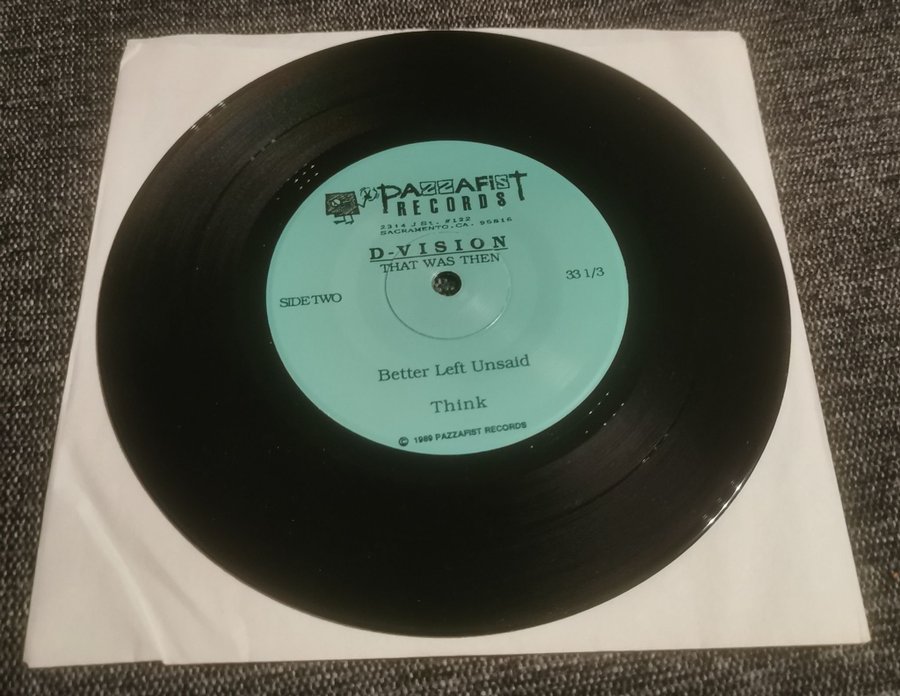 PAZZAFIST
RECORDS
2314 J St. #122
SACRAMENTO, CA. 95816
D-VISION
THAT WAS THEN
SIDE TWO
33 1/3
Better Left Unsaid
Think
© 1989 PAZZAFIST RECORDS